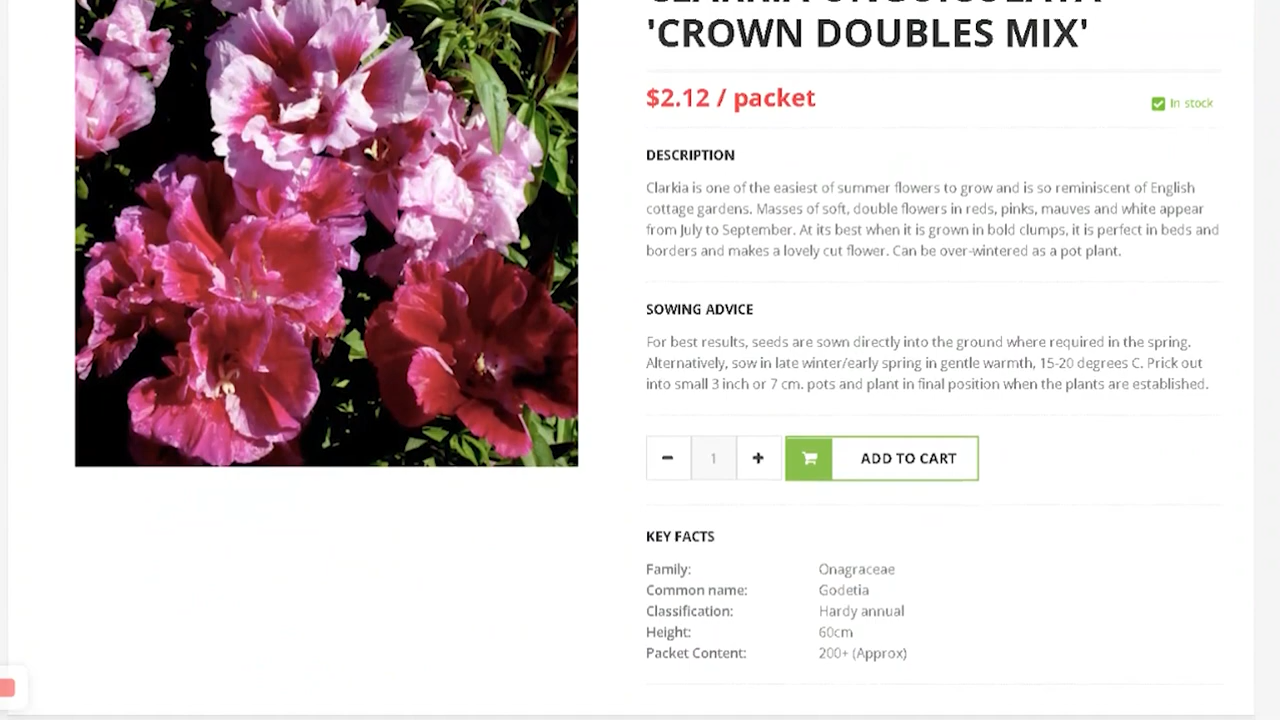 'CROWN DOUBLES MIX'
$2.12 / packet
In stock
DESCRIPTION
Clarkia is one of the easiest of summer flowers to grow and is so reminiscent of English
cottage gardens. Masses of soft, double flowers in reds, pinks, mauves and white appear
from July to September. At its best when it is grown in bold clumps, it is perfect in beds and
borders and makes a lovely cut flower. Can be over-wintered as a pot plant.
SOWING ADVICE
For best results, seeds are sown directly into the ground where required in the spring.
Alternatively, sow in late winter/early spring in gentle warmth, 15-20 degrees C. Prick out
into small 3 inch or 7 cm. pots and plant in final position when the plants are established.
1
ADD TO CART
KEY FACTS
Family: Onagraceae
Common name: Godetia
Classification: Hardy annual
Height: 60cm
Packet Content: 200+ (Approx)